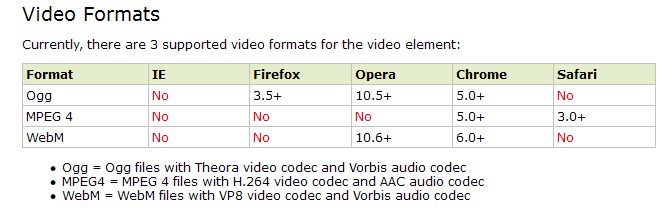 Video Formats
Currently, there are 3 supported video formats for the video element:
Format IE Firefox Opera Chrome Safari
Ogg No 3.5+ 10.5+ 5.0+ No
MPEG 4 No No No 5.0+ 3.0+
WebM No No 10.6+ 6.0+ No
• Ogg = Ogg files with Theora video codec and Vorbis audio codec
• MPEG4 = MPEG 4 files with H.264 video codec and AAC audio codec
• WebM = WebM files with VP8 video codec and Vorbis audio codec